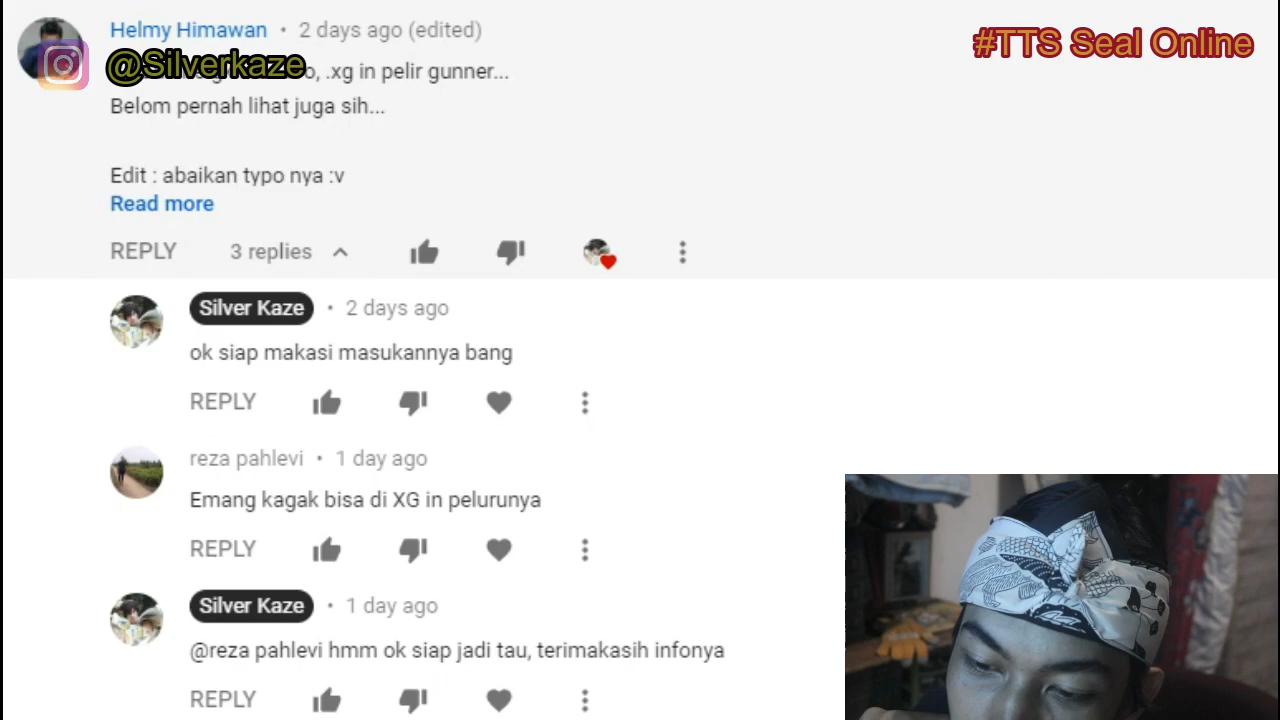 Helmy Himawan • 2 days ago (edited)
#TTS Seal Online
@Silverkaze
.xg in pelir gunner...
Belom pernah lihat juga sih...
Edit : abaikan typo nya :v
Read more
REPLY 3 replies
Silver Kaze • 2 days ago
ok siap makasi masukannya bang
REPLY
reza pahlevi • 1 day ago
Emang kagak bisa di XG in pelurunya
REPLY
Silver Kaze • 1 day ago
@reza pahlevi hmm ok siap jadi tau, terimakasih infonya
REPLY